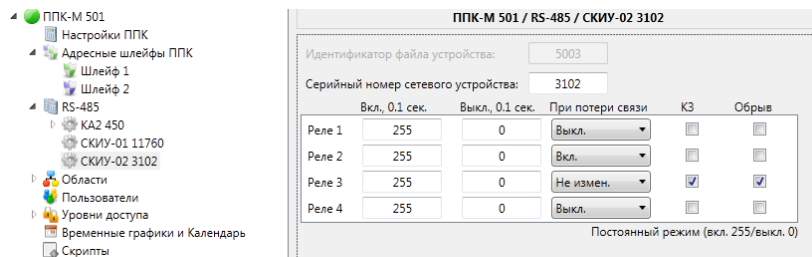 ППК-М 501
Настройки ППК
Адресные шлейфы ППК
Шлейф 1
Шлейф 2
RS-485
КА2 450
СКИУ-01 11760
СКИУ-02 3102
Области
Пользователи
Уровни доступа
Временные графики и Календарь
Скрипты
ППК-М 501 / RS-485 / СКИУ-02 3102
Идентификатор файла устройства: 5003
Серийный номер сетевого устройства: 3102
Вкл, 0.1 сек. Выкл., 0.1 сек. При потери связи КЗ Обрыв
Реле 1 255 0 Выкл.
Реле 2 255 0 Вкл.
Реле 3 255 0 Не измен.
Реле 4 255 0 Выкл.
Постоянный режим (вкл. 255/выкл. 0)